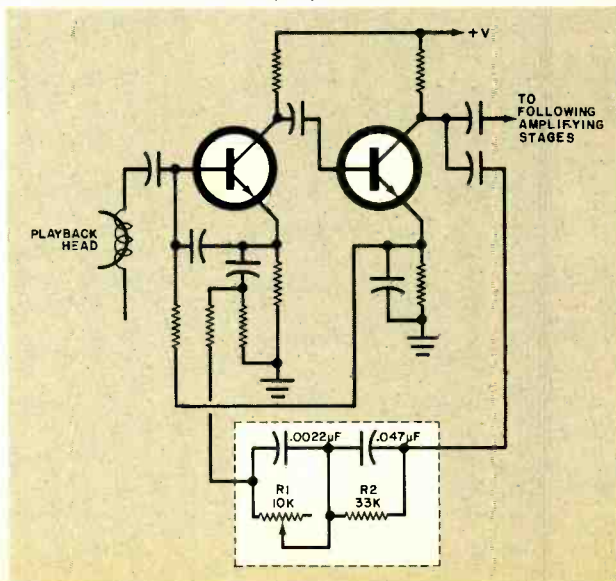 +V
TO
FOLLOWING
AMPLIFYING
STAGES
PLAYBACK
HEAD
.0022µF
.047µF
R1
10K
R2
33K